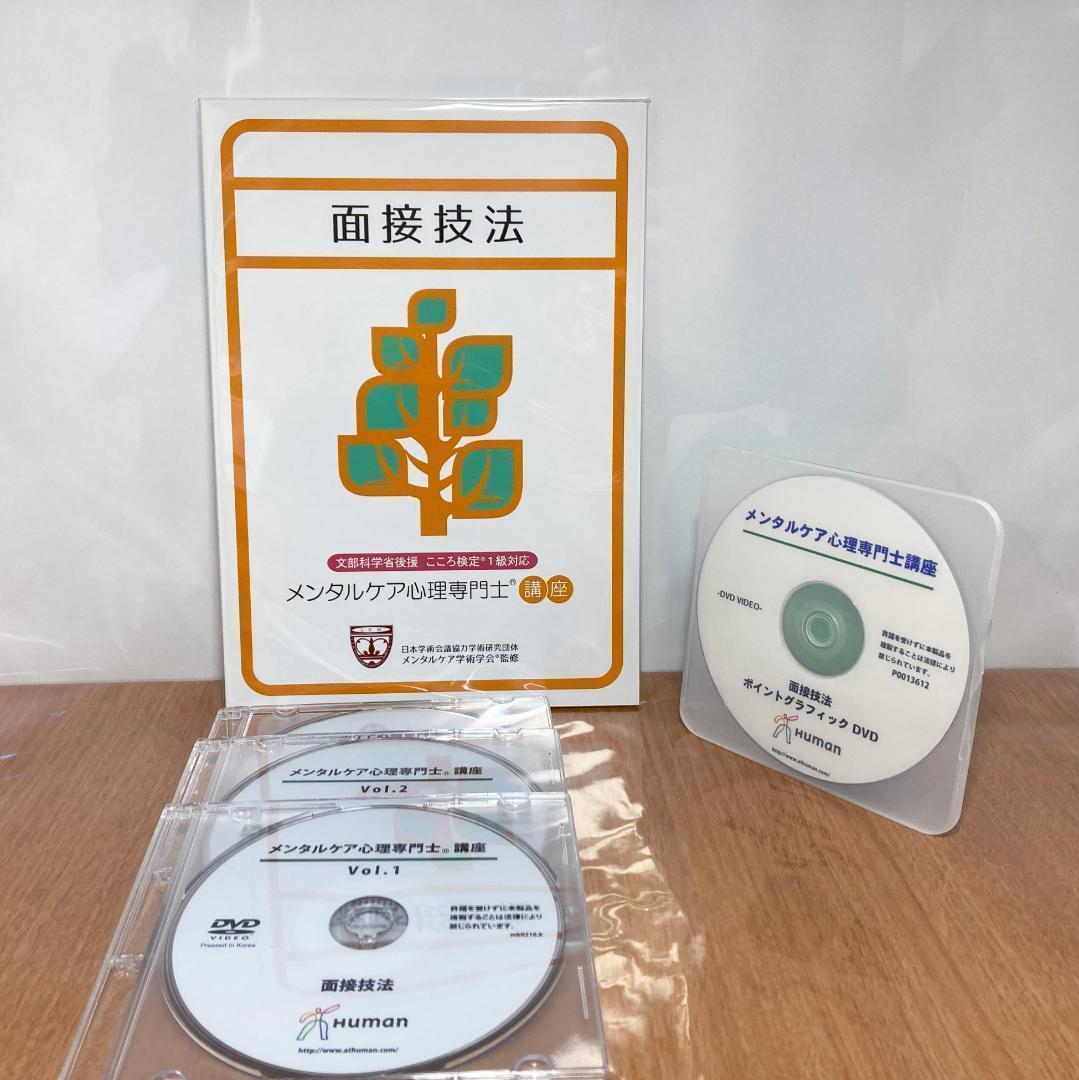 面接技法
文部科学省後援 こころ検定®1級対応
メンタルケア心理専門士®講座
日本学術会議協力学術研究団体
メンタルケア学術学会®監修
メンタルケア心理専門士講座
-DVD VIDEO-
許諾を受けずに本製品を
複製することは法律により
禁じられています。
P0013612
面接技法
ポイントグラフィック DVD
Human
http://www.athuman.com/
メンタルケア心理専門士® 講座
Vol.2
メンタルケア心理専門士® 講座
Vol.1
DVD
VIDEO
Pressed in Korea
許諾を受けずに本製品を
複製することは法律により
禁じられています。
mh0210.k
面接技法
Human
http://www.athuman.com/